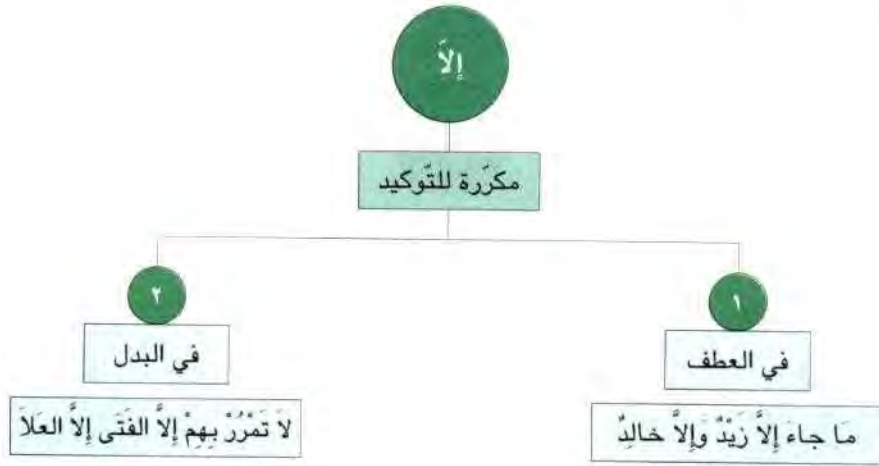 إلاَّ
مكرّرة للتّوكيد
١
في العطف
مَا جاءَ إلاَّ زَيْدٌ وَإلاَّ خالِدٌ
٢
في البدل
لاَ تَمْرُرْ بِهِمْ إلاَّ الفَتَى إلاَّ العَلاَ